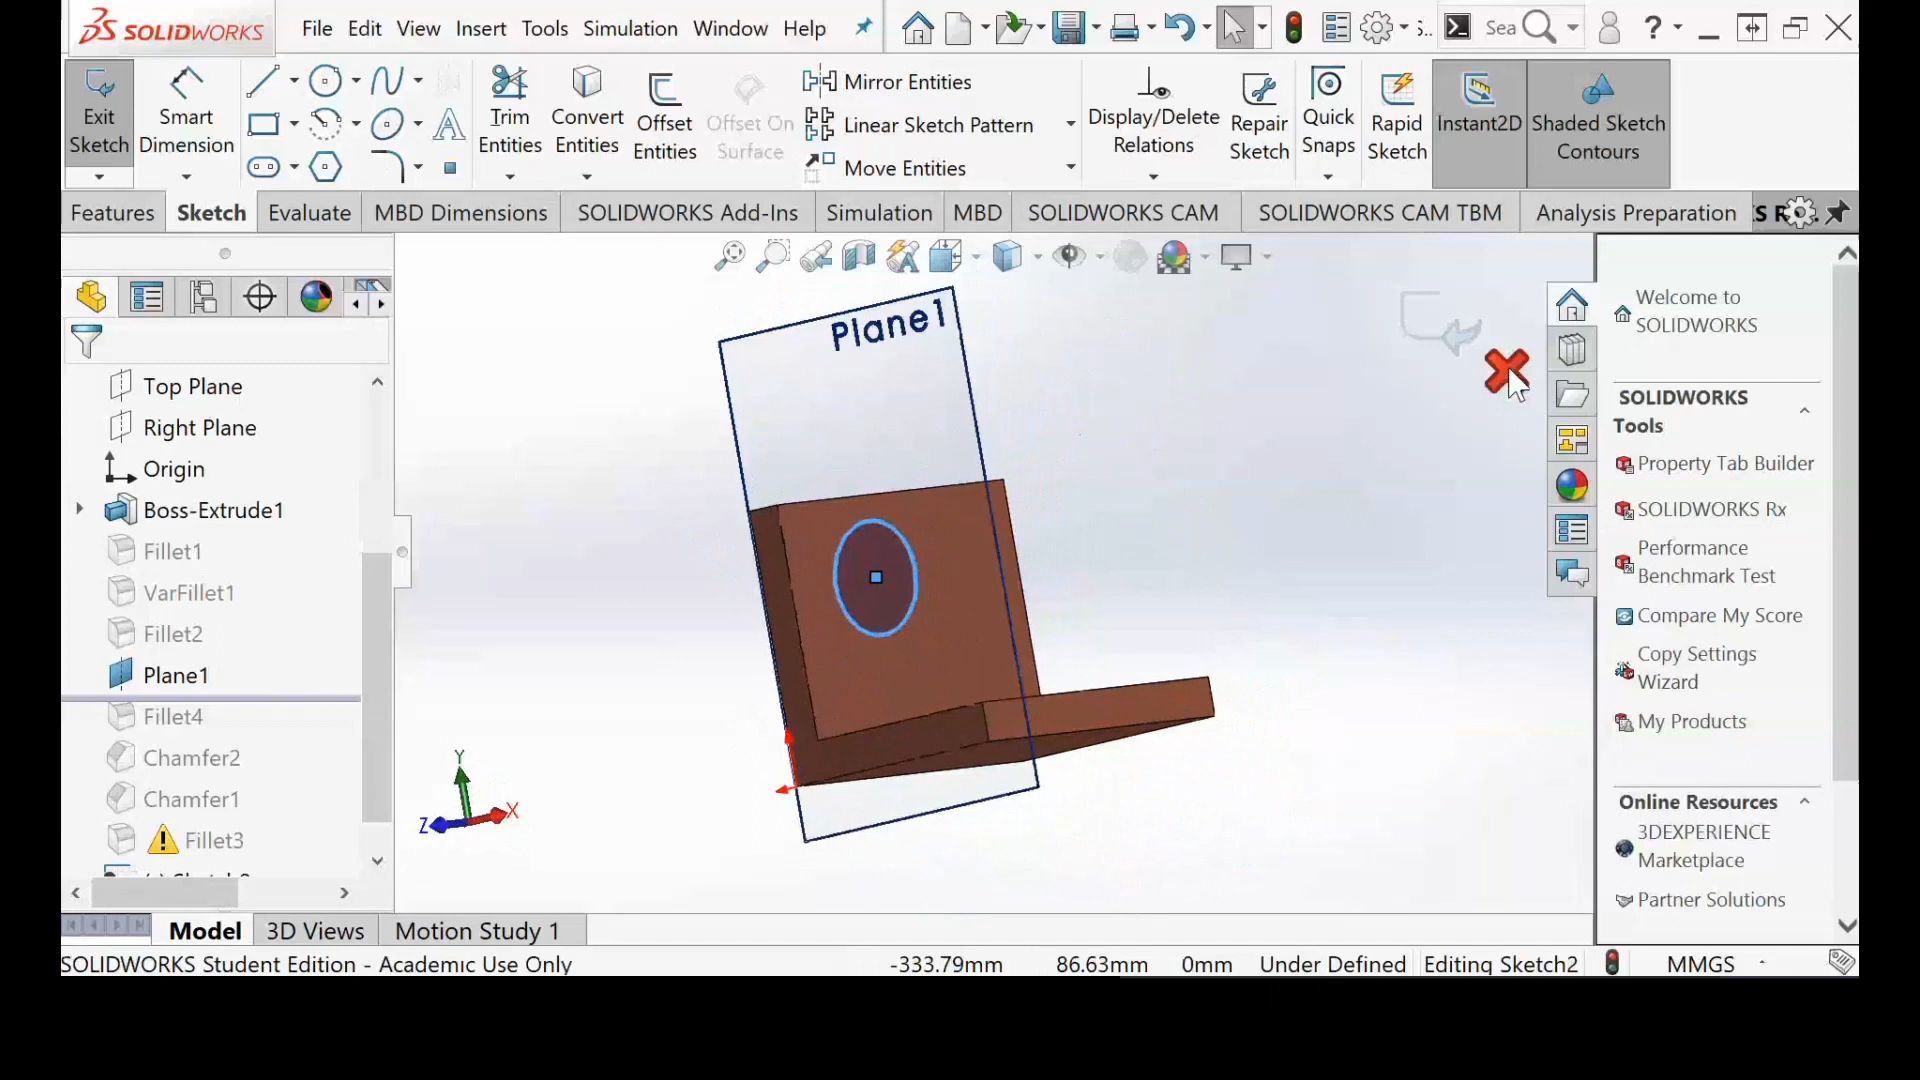 SOLIDWORKS
File Edit View Insert Tools Simulation Window Help
S.. Sea ?
Exit Sketch
Smart Dimension
Trim Entities
Convert Entities
Offset Entities
Offset On Surface
Mirror Entities
Linear Sketch Pattern
Move Entities
Display/Delete Relations
Repair Sketch
Quick Snaps
Rapid Sketch
Instant2D
Shaded Sketch Contours
Features Sketch Evaluate MBD Dimensions SOLIDWORKS Add-Ins Simulation MBD SOLIDWORKS CAM SOLIDWORKS CAM TBM Analysis Preparation
Top Plane
Right Plane
Origin
Boss-Extrude1
Fillet1
VarFillet1
Fillet2
Plane1
Fillet4
Chamfer2
Chamfer1
Fillet3
Plane1
Y
Z
X
Welcome to
SOLIDWORKS
SOLIDWORKS
Tools
Property Tab Builder
SOLIDWORKS Rx
Performance
Benchmark Test
Compare My Score
Copy Settings
Wizard
My Products
Online Resources
3DEXPERIENCE
Marketplace
Partner Solutions
Model 3D Views Motion Study 1
SOLIDWORKS Student Edition - Academic Use Only
-333.79mm 86.63mm 0mm Under Defined Editing Sketch2 MMGS